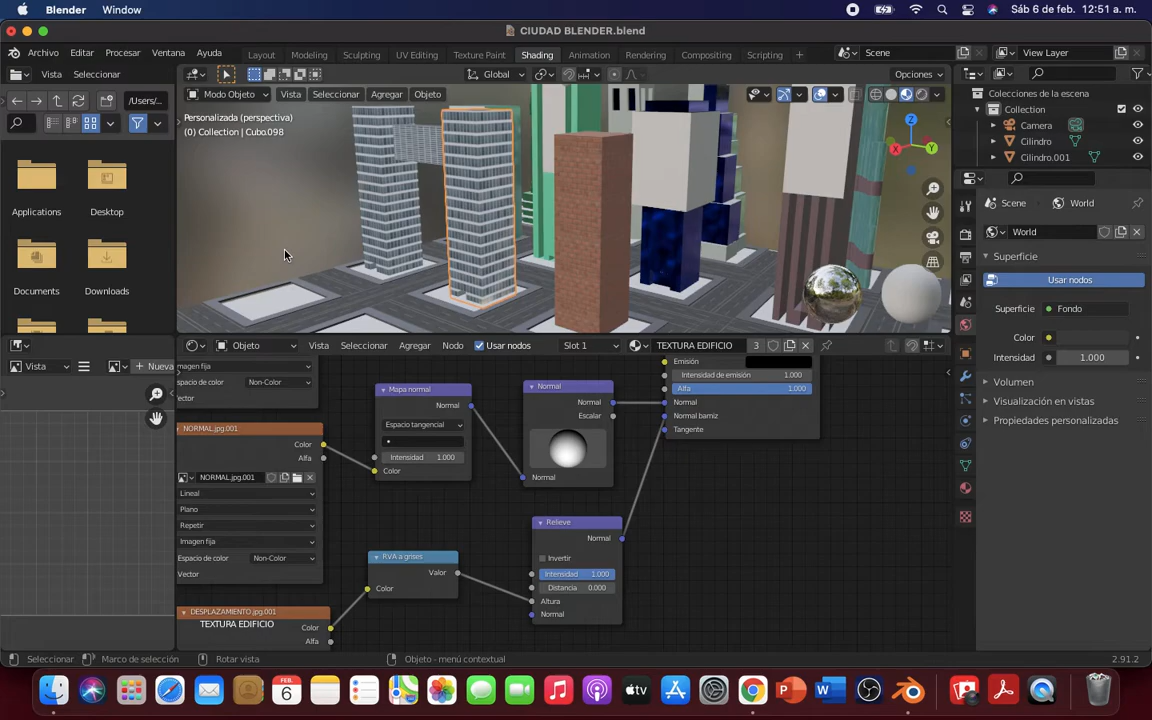 Blender Window Sáb 6 de feb. 12:51 a. m.
CIUDAD BLENDER.blend
Archivo Editar Procesar Ventana Ayuda Layout Modeling Sculpting UV Editing Texture Paint Shading Animation Rendering Compositing Scripting Scene View Layer
Vista Seleccionar Global Opciones
/Users/...
Modo Objeto Vista Seleccionar Agregar Objeto
Personalizada (perspectiva)
(0) Collection | Cubo.098
Z
X
Y
Colecciones de la escena
Collection
Camera
Cilindro
Cilindro.001
Applications Desktop
Documents Downloads
Scene World
World
Superficie
Usar nodos
Superficie Fondo
Color
Intensidad 1.000
Volumen
Visualización en vistas
Propiedades personalizadas
Vista Nueva
Objeto Vista Seleccionar Agregar Nodo Usar nodos Slot 1 TEXTURA EDIFICIO 3
magen fija
spacio de color Non-Color
Vector
NORMAL.jpg.001
Color
Alfa
NORMAL.jpg.001
Lineal
Plano
Repetir
Imagen fija
Espacio de color Non-Color
Vector
DESPLAZAMIENTO.jpg.001
TEXTURA EDIFICIO
Color
Alfa
Mapa normal
Normal
Espacio tangencial
Intensidad 1.000
Color
Normal
Normal
Escalar
Normal
RVA a grises
Valor
Color
Relieve
Normal
Invertir
Intensidad 1.000
Distancia 0.000
Altura
Normal
Emisión
Intensidad de emisión 1.000
Alfa 1.000
Normal
Normal barniz
Tangente
Seleccionar Marco de selección Rotar vista Objeto - menú contextual 2.91.2
FEB
6
tv